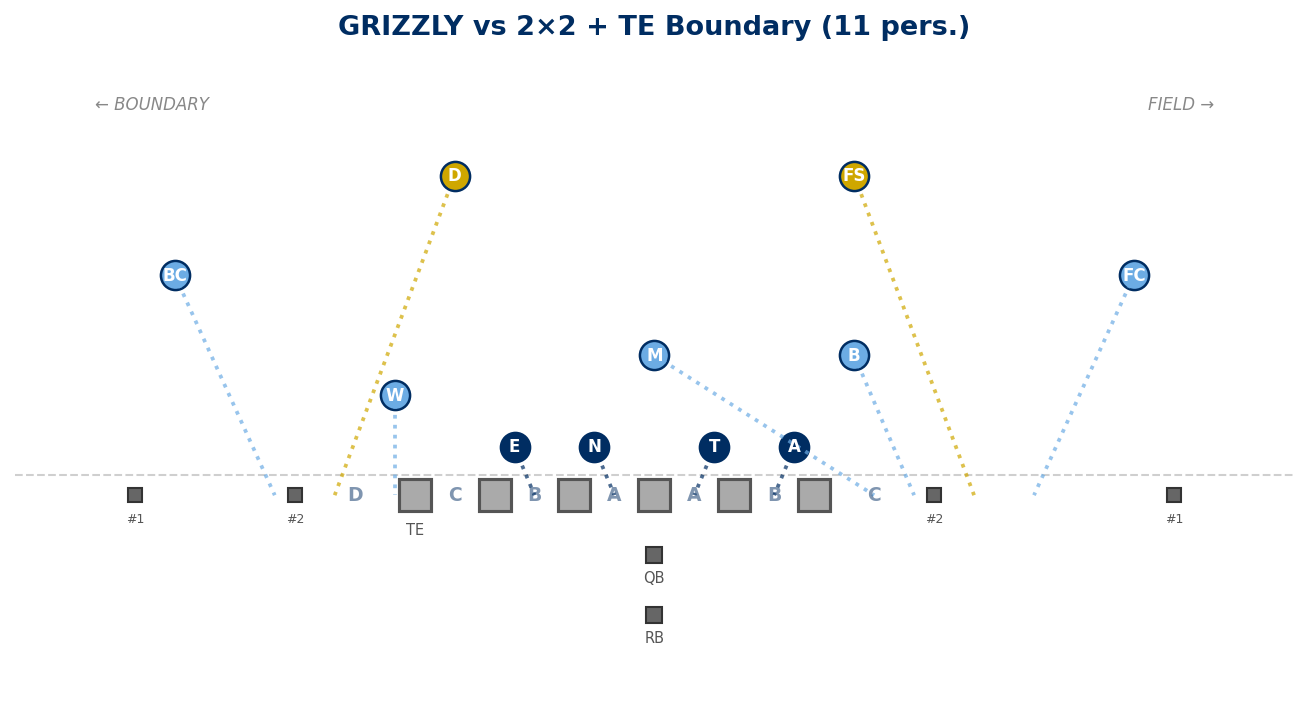 GRIZZLY vs 2×2 + TE Boundary (11 pers.)
← BOUNDARY
FIELD →
D
FS
BC
FC
M
B
W
E
N
T
A
D
C
B
A
A
B
C
#1
#2
TE
#2
#1
QB
RB